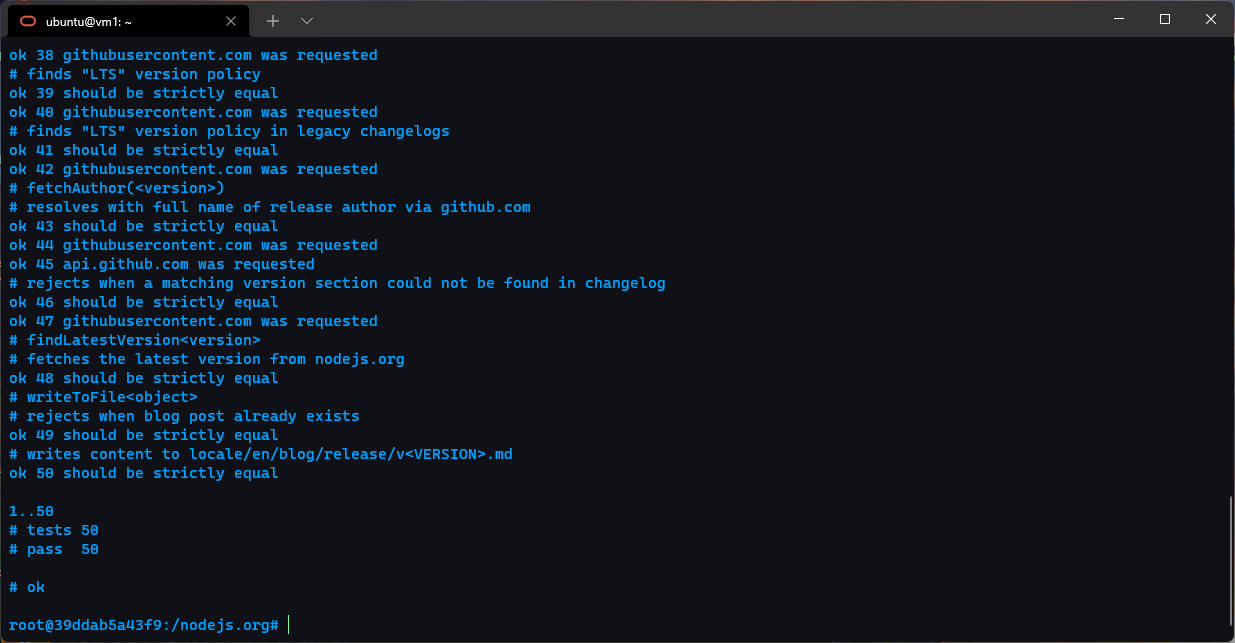 ubuntu@vm1: ~
ok 38 githubusercontent.com was requested
# finds "LTS" version policy
ok 39 should be strictly equal
ok 40 githubusercontent.com was requested
# finds "LTS" version policy in legacy changelogs
ok 41 should be strictly equal
ok 42 githubusercontent.com was requested
# fetchAuthor(<version>)
# resolves with full name of release author via github.com
ok 43 should be strictly equal
ok 44 githubusercontent.com was requested
ok 45 api.github.com was requested
# rejects when a matching version section could not be found in changelog
ok 46 should be strictly equal
ok 47 githubusercontent.com was requested
# findLatestVersion<version>
# fetches the latest version from nodejs.org
ok 48 should be strictly equal
# writeToFile<object>
# rejects when blog post already exists
ok 49 should be strictly equal
# writes content to locale/en/blog/release/v<VERSION>.md
ok 50 should be strictly equal
1..50
# tests 50
# pass  50
# ok
root@39ddab5a43f9:/nodejs.org#